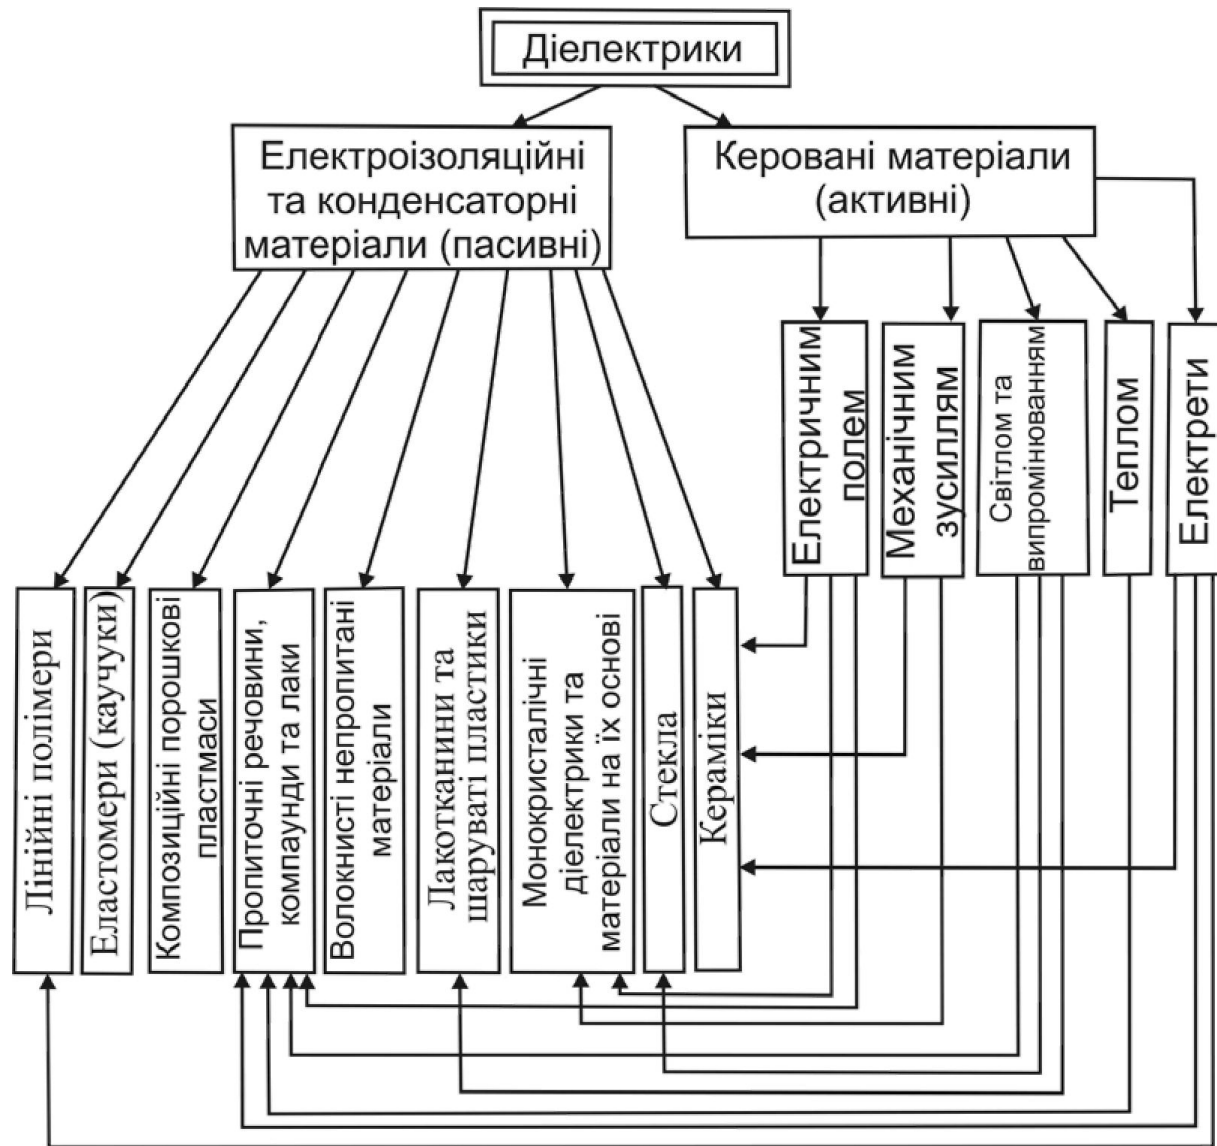 Діелектрики
Електроізоляційні
та конденсаторні
матеріали (пасивні)
Керовані матеріали
(активні)
Електричним
полем
Механічним
зусиллям
Світлом та
випромінюванням
Теплом
Електрети
Лінійні полімери
Еластомери (каучуки)
Композиційні порошкові
пластмаси
Пропиточні речовини,
компаунди та лаки
Волокнисті непропитані
матеріали
Лакотканини та
шаруваті пластики
Монокристалічні
діелектрики та
матеріали на їх основі
Стекла
Кераміки